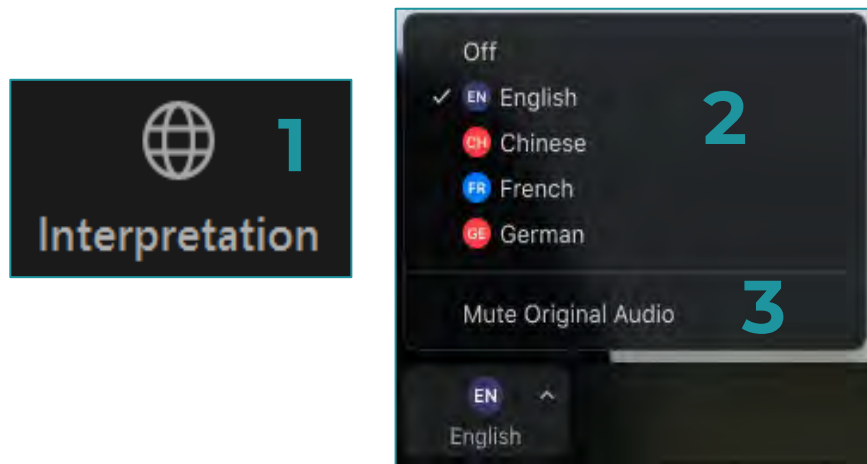 1
Interpretation
Off
EN English
2
CH Chinese
FR French
GE German
Mute Original Audio
3
EN
English